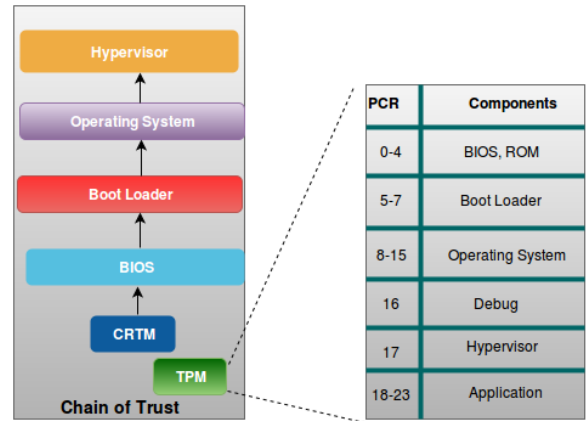 Hypervisor
Operating System
Boot Loader
BIOS
CRTM
TPM
Chain of Trust
PCR Components
0-4 BIOS, ROM
5-7 Boot Loader
8-15 Operating System
16 Debug
17 Hypervisor
18-23 Application